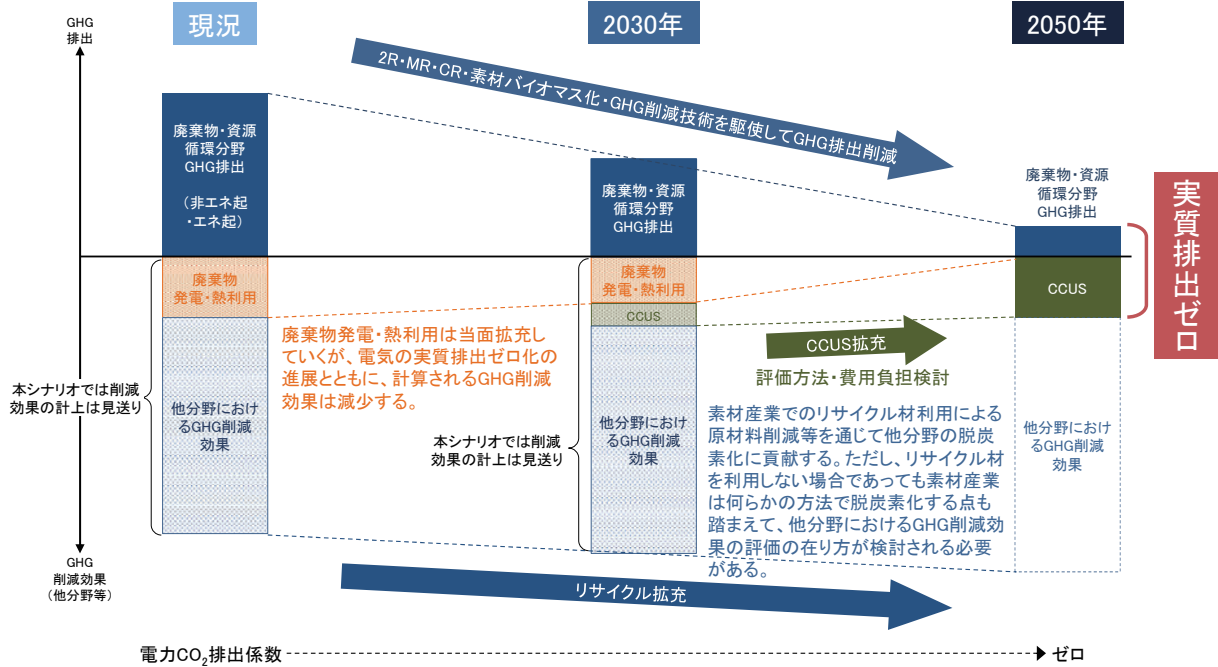 GHG
排出
現況
2030年
2050年
2R・MR・CR・素材バイオマス化・GHG削減技術を駆使してGHG排出削減
廃棄物・資源
循環分野
GHG排出
(非エネ起
・エネ起)
廃棄物・資源
循環分野
GHG排出
廃棄物・資源
循環分野
GHG排出
実質排出ゼロ
廃棄物
発電・熱利用
廃棄物
発電・熱利用
CCUS
CCUS
廃棄物発電・熱利用は当面拡充し
ていくが、電気の実質排出ゼロ化の
進展とともに、計算されるGHG削減
効果は減少する。
CCUS拡充
評価方法・費用負担検討
本シナリオでは削減
効果の計上は見送り
他分野におけ
るGHG削減
効果
本シナリオでは削減
効果の計上は見送り
他分野におけ
るGHG削減
効果
素材産業でのリサイクル材利用による
原材料削減等を通じて他分野の脱炭
素化に貢献する。ただし、リサイクル材
を利用しない場合であっても素材産業
は何らかの方法で脱炭素化する点も
踏まえて、他分野におけるGHG削減効
果の評価の在り方が検討される必要
がある。
他分野におけ
るGHG削減
効果
GHG
削減効果
(他分野等)
リサイクル拡充
電力CO₂排出係数
ゼロ